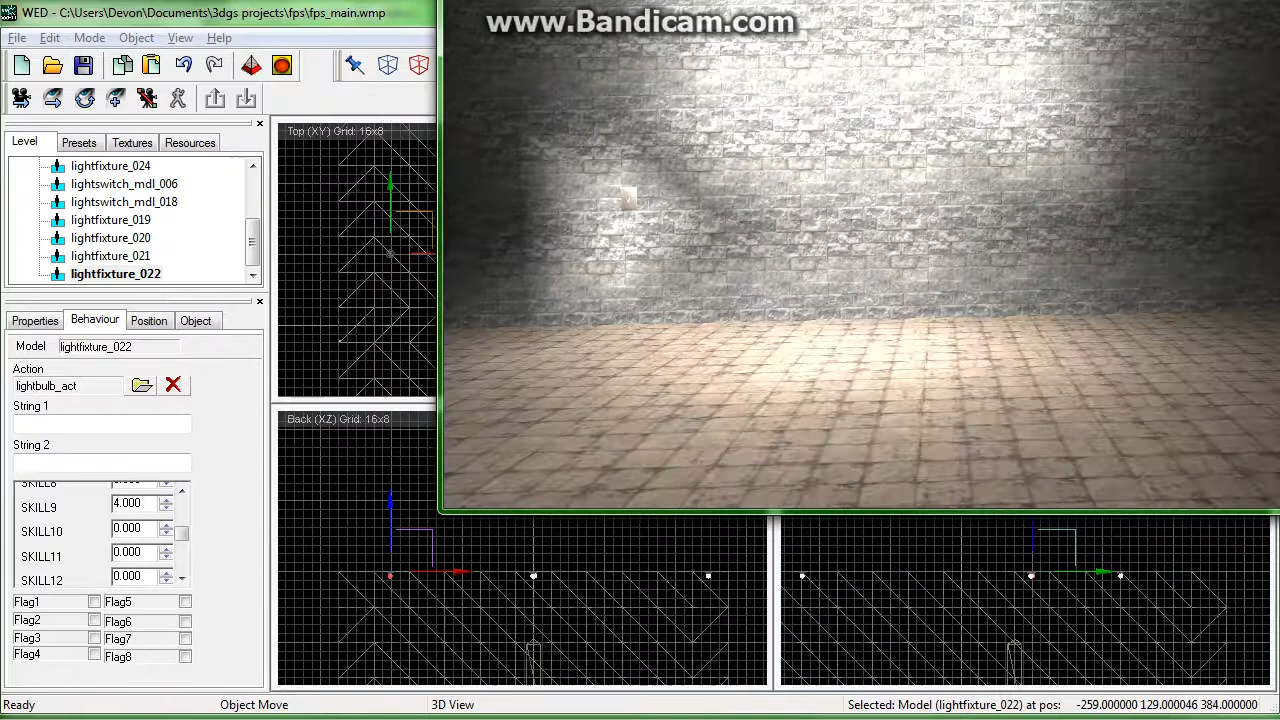 WED - C:\Users\Devon\Documents\3dgs projects\fps\fps_main.wmp
www.Bandicam.com
File Edit Mode Object View Help
Level Presets Textures Resources
Top (XY) Grid: 16x8
lightfixture_024
lightswitch_mdl_006
lightswitch_mdl_018
lightfixture_019
lightfixture_020
lightfixture_021
lightfixture_022
Properties Behaviour Position Object
Model lightfixture_022
Action
lightbulb_act
String 1
String 2
Back (XZ) Grid: 16x8
SKILL8
SKILL9 4.000
SKILL10 0.000
SKILL11 0.000
SKILL12 0.000
Flag1 Flag5
Flag2 Flag6
Flag3 Flag7
Flag4 Flag8
Ready Object Move 3D View Selected: Model (lightfixture_022) at pos: -259.000000 129.000046 384.000000